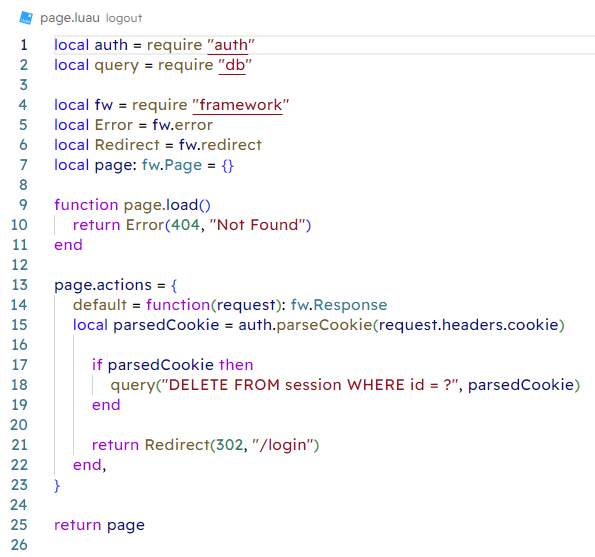 page.luau logout
1 local auth = require "auth"
2 local query = require "db"
3
4 local fw = require "framework"
5 local Error = fw.error
6 local Redirect = fw.redirect
7 local page: fw.Page = {}
8
9 function page.load()
10     return Error(404, "Not Found")
11 end
12
13 page.actions = {
14     default = function(request): fw.Response
15     local parsedCookie = auth.parseCookie(request.headers.cookie)
16
17         if parsedCookie then
18             query("DELETE FROM session WHERE id = ?", parsedCookie)
19         end
20
21         return Redirect(302, "/login")
22     end,
23 }
24
25 return page
26